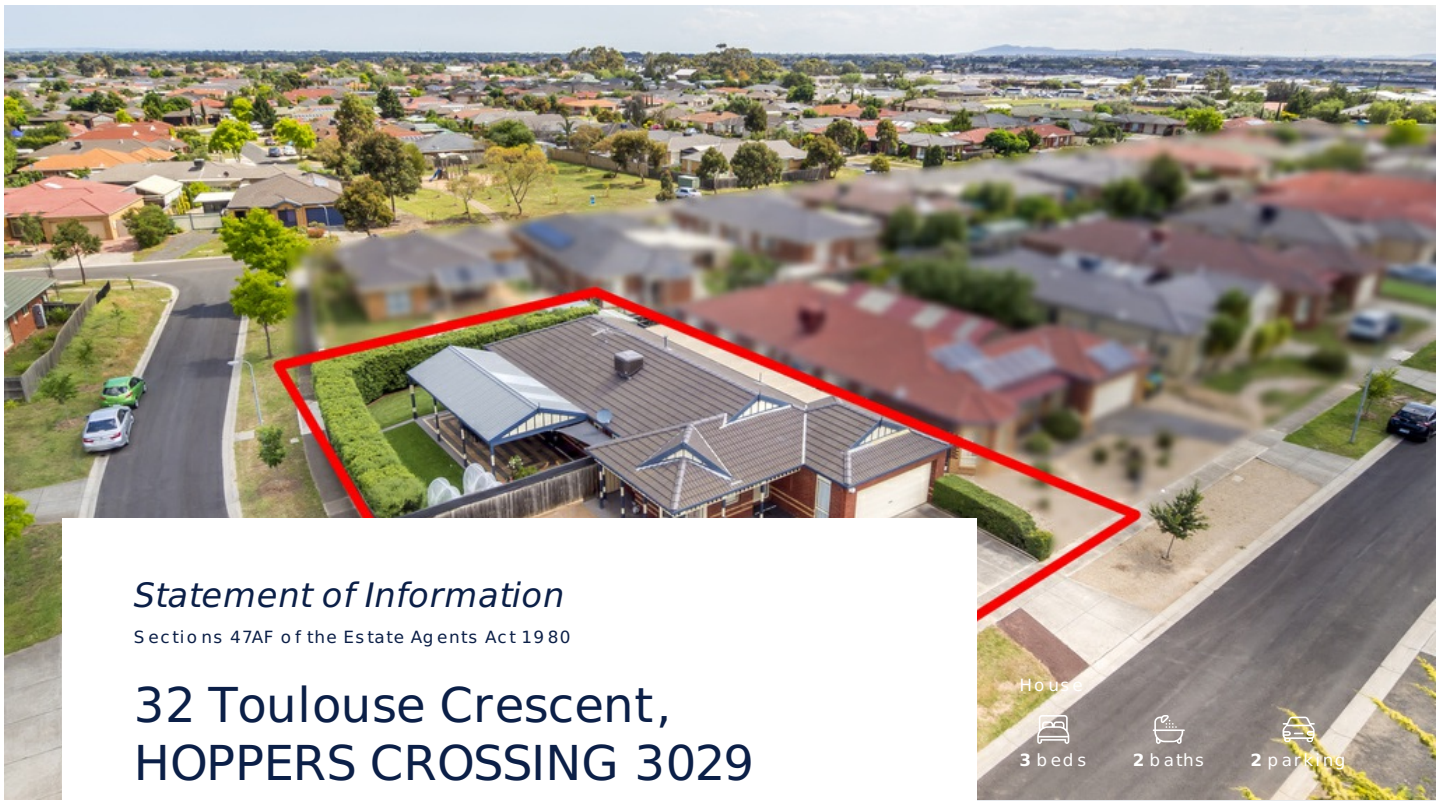 Statement of Information
Sections 47AF of the Estate Agents Act 1980
32 Toulouse Crescent,
HOPPERS CROSSING 3029
House
3 beds 2 baths 2 parking